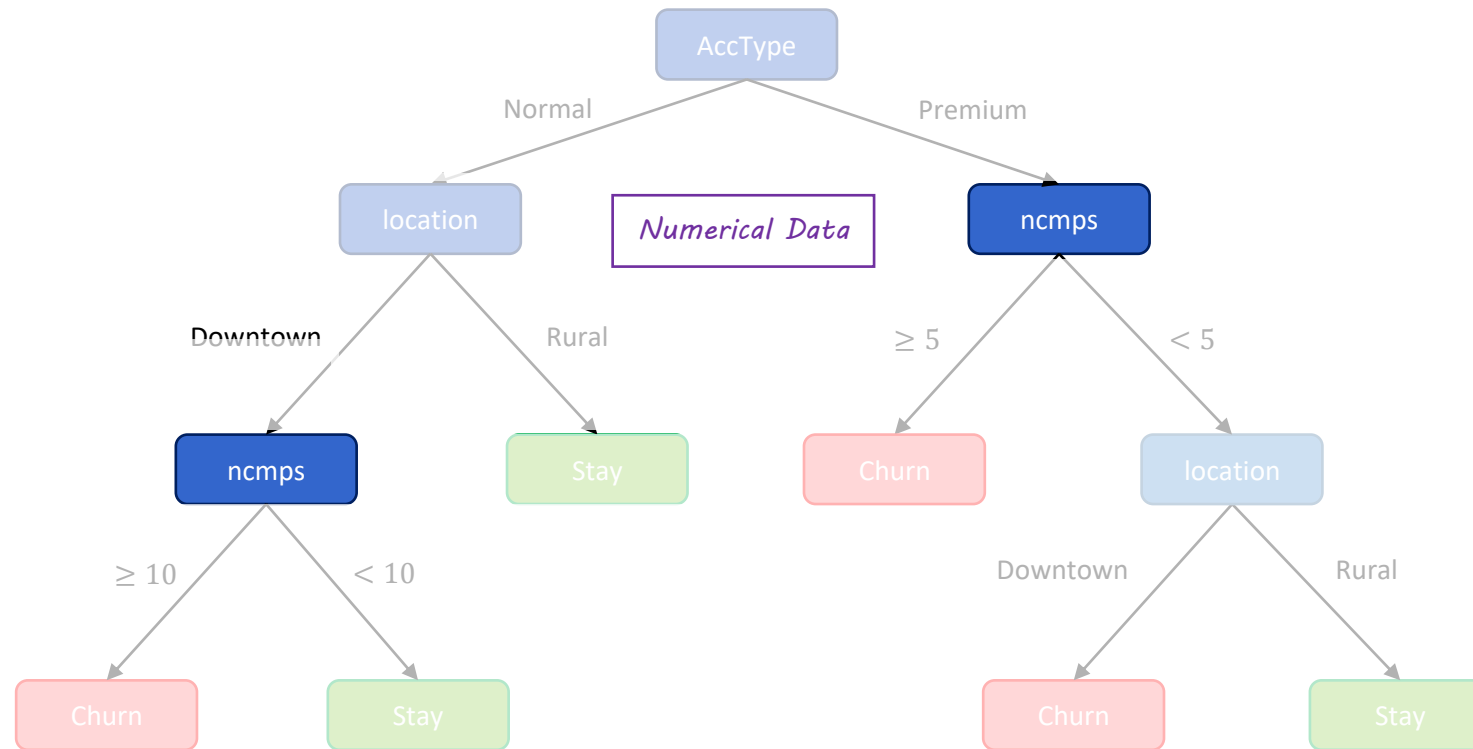 AccType
Normal
Premium
location
Numerical Data
ncmps
Downtown
Rural
≥ 5
< 5
ncmps
Stay
Churn
location
≥ 10
< 10
Downtown
Rural
Churn
Stay
Churn
Stay